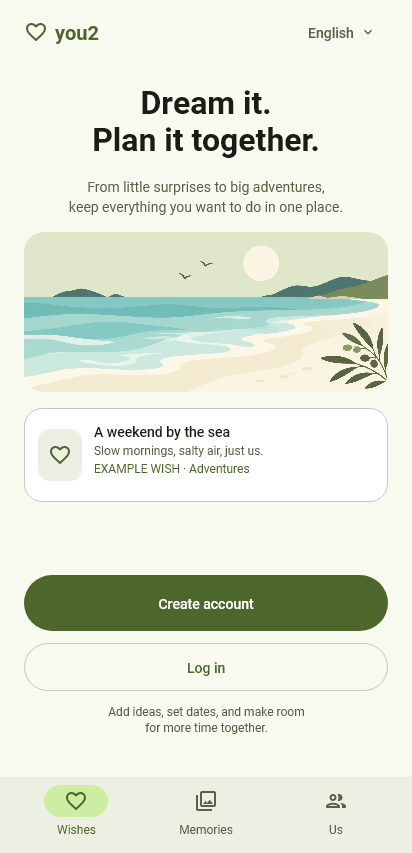 you2
English
Dream it.
Plan it together.
From little surprises to big adventures,
keep everything you want to do in one place.
A weekend by the sea
Slow mornings, salty air, just us.
EXAMPLE WISH · Adventures
Create account
Log in
Add ideas, set dates, and make room
for more time together.
Wishes
Memories
Us